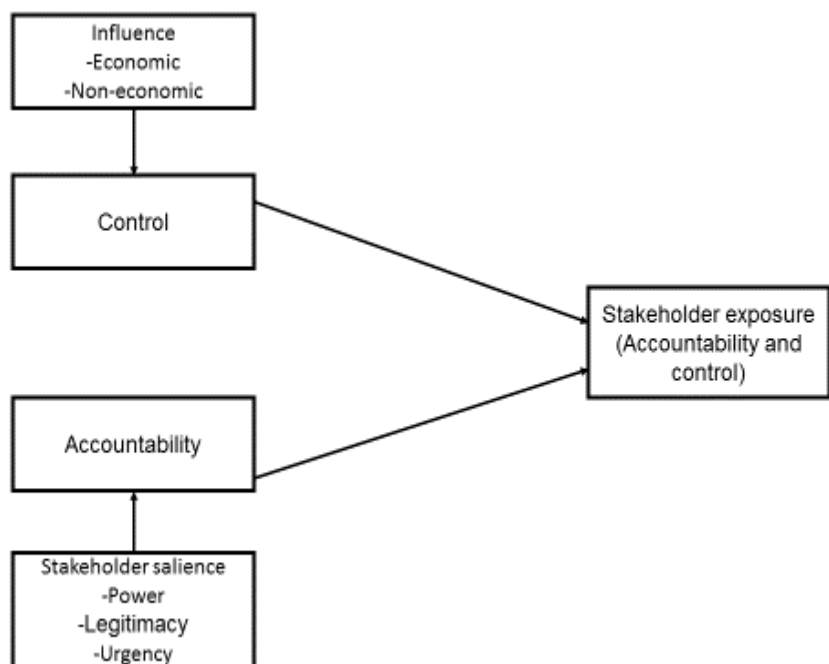 Influence
-Economic
-Non-economic
Control
Stakeholder exposure
(Accountability and
control)
Accountability
Stakeholder salience
-Power
-Legitimacy
-Urgency